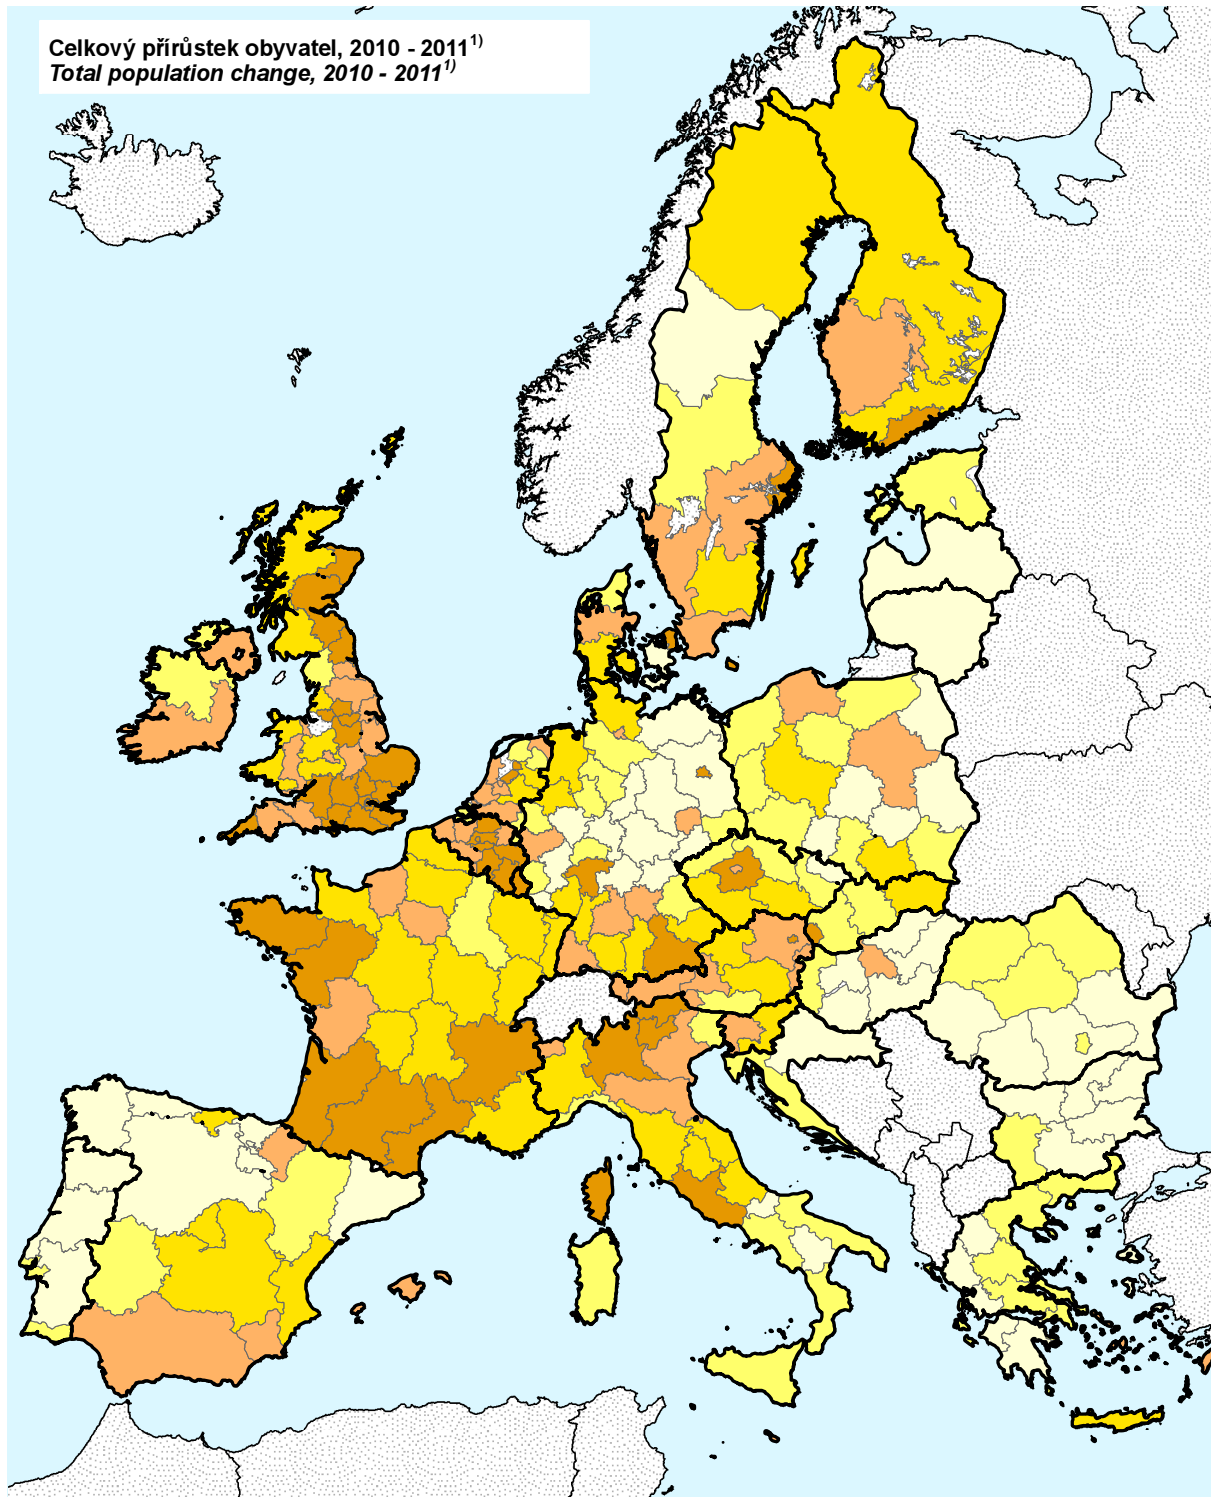 Celkový přírůstek obyvatel, 2010 - 2011¹⁾
Total population change, 2010 - 2011¹⁾